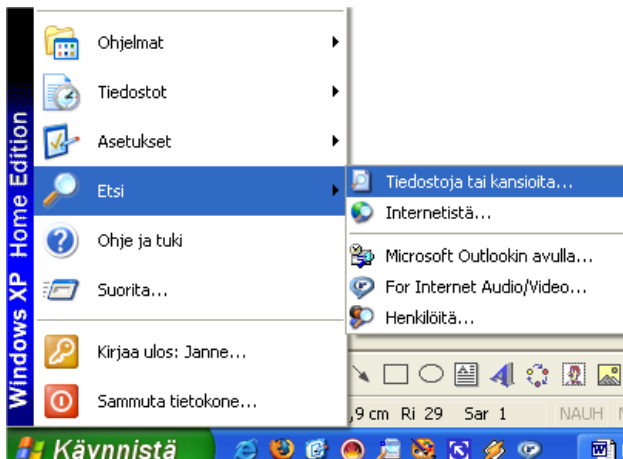 Windows XP Home Edition
Ohjelmat
Tiedostot
Asetukset
Etsi
Ohje ja tuki
Suorita...
Kirjaa ulos: Janne...
Sammuta tietokone...
Tiedostoja tai kansioita...
Internetistä...
Microsoft Outlookin avulla...
For Internet Audio/Video...
Henkilöitä...
,9 cm Ri 29 Sar 1 NAUH
Käynnistä